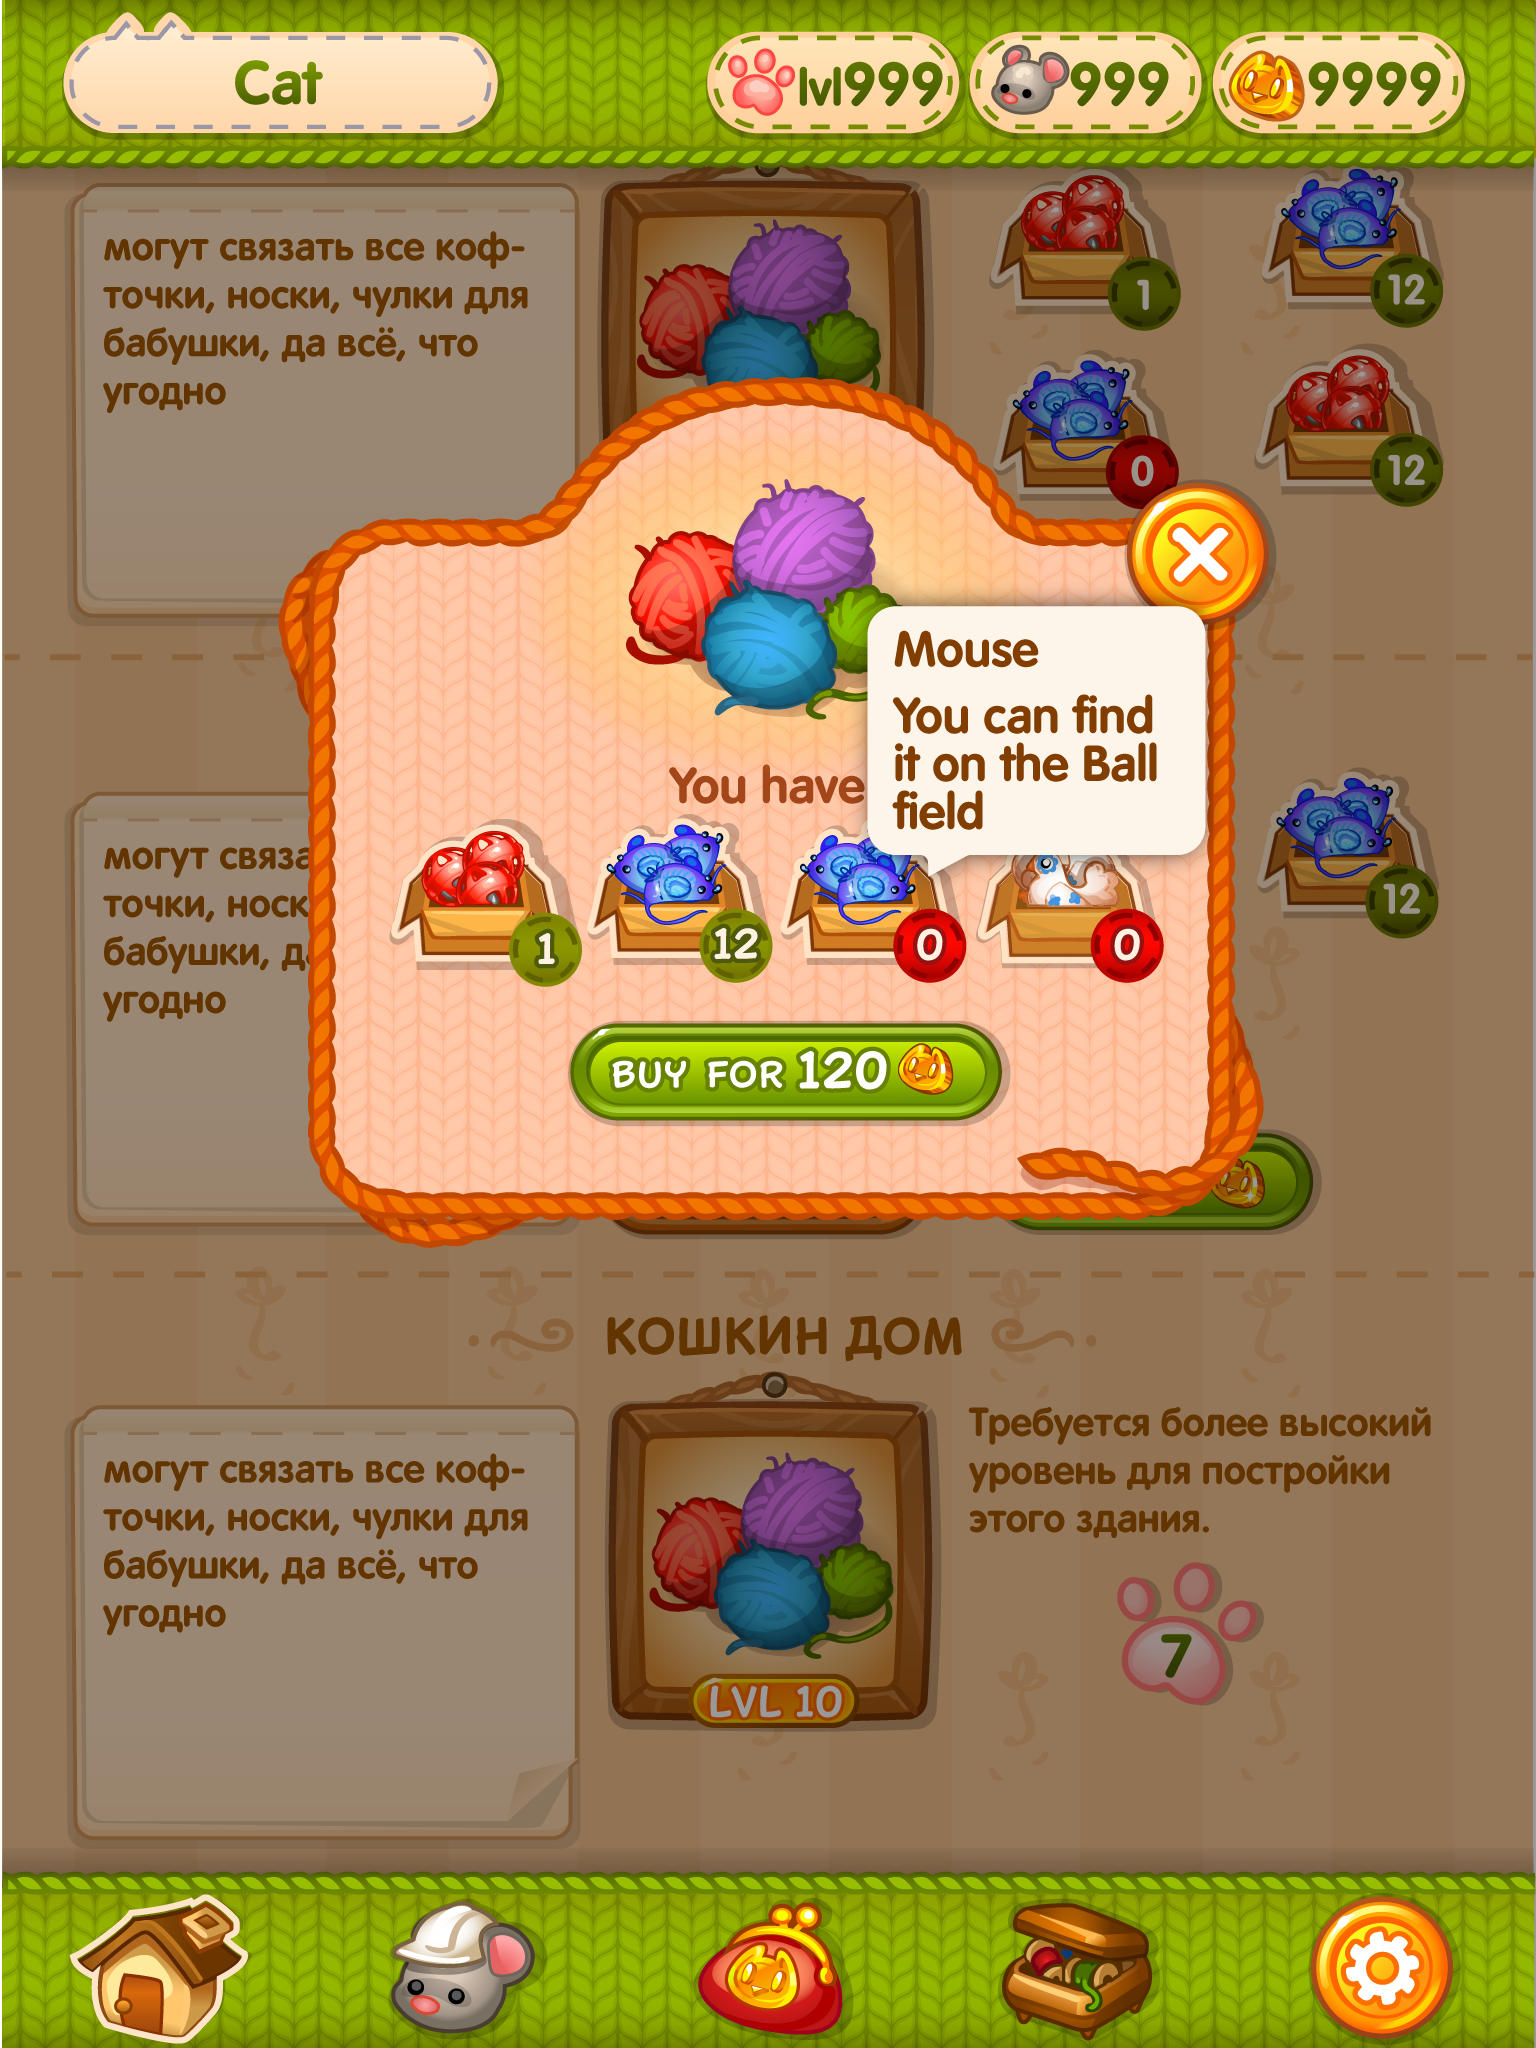 Cat
lvl999
999
9999
могут связать все коф-
точки, носки, чулки для
бабушки, да всё, что
угодно
1
12
0
12
Mouse
You can find
it on the Ball
field
You have
1
12
0
0
BUY FOR 120
могут связа
точки, носк
бабушки, д
угодно
12
КОШКИН ДОМ
могут связать все коф-
точки, носки, чулки для
бабушки, да всё, что
угодно
LVL 10
Требуется более высокий
уровень для постройки
этого здания.
7